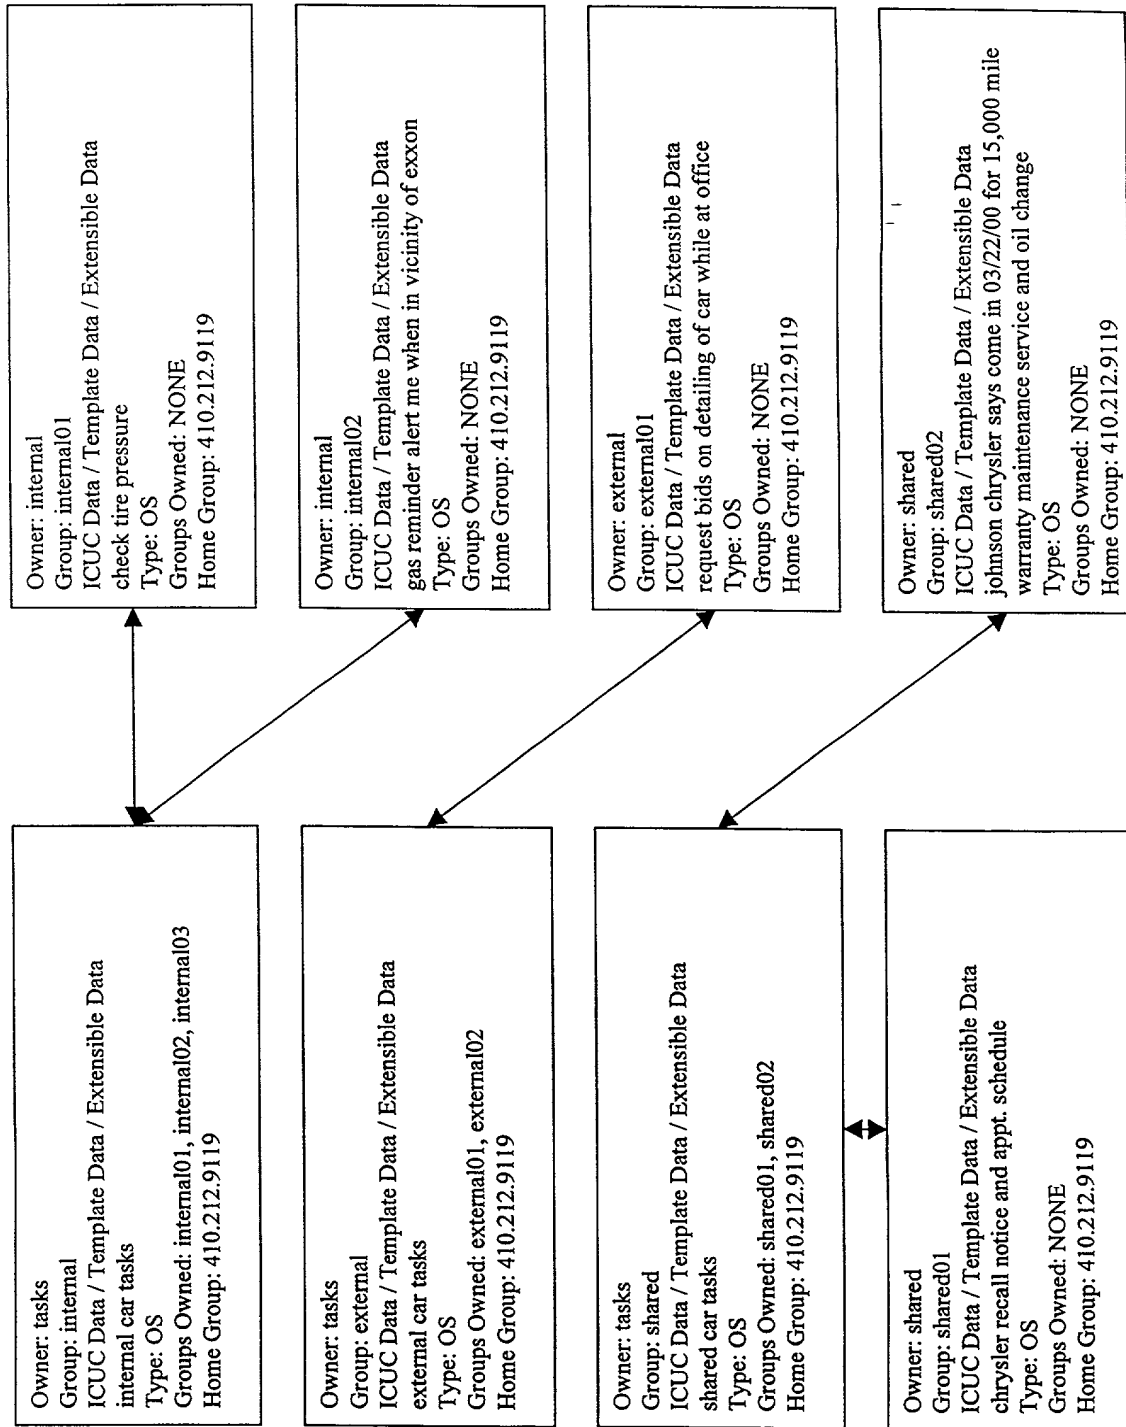 Owner: tasks
Group: internal
ICUC Data / Template Data / Extensible Data
internal car tasks
Type: OS
Groups Owned: internal01, internal02, internal03
Home Group: 410.212.9119
Owner: internal
Group: internal01
ICUC Data / Template Data / Extensible Data
check tire pressure
Type: OS
Groups Owned: NONE
Home Group: 410.212.9119
Owner: tasks
Group: external
ICUC Data / Template Data / Extensible Data
external car tasks
Type: OS
Groups Owned: external01, external02
Home Group: 410.212.9119
Owner: internal
Group: internal02
ICUC Data / Template Data / Extensible Data
gas reminder alert me when in vicinity of exxon
Type: OS
Groups Owned: NONE
Home Group: 410.212.9119
Owner: tasks
Group: shared
ICUC Data / Template Data / Extensible Data
shared car tasks
Type: OS
Groups Owned: shared01, shared02
Home Group: 410.212.9119
Owner: external
Group: external01
ICUC Data / Template Data / Extensible Data
request bids on detailing of car while at office
Type: OS
Groups Owned: NONE
Home Group: 410.212.9119
Owner: shared
Group: shared01
ICUC Data / Template Data / Extensible Data
chrysler recall notice and appt. schedule
Type: OS
Groups Owned: NONE
Home Group: 410.212.9119
Owner: shared
Group: shared02
ICUC Data / Template Data / Extensible Data
johnson chrysler says come in 03/22/00 for 15,000 mile
warranty maintenance service and oil change
Type: OS
Groups Owned: NONE
Home Group: 410.212.9119